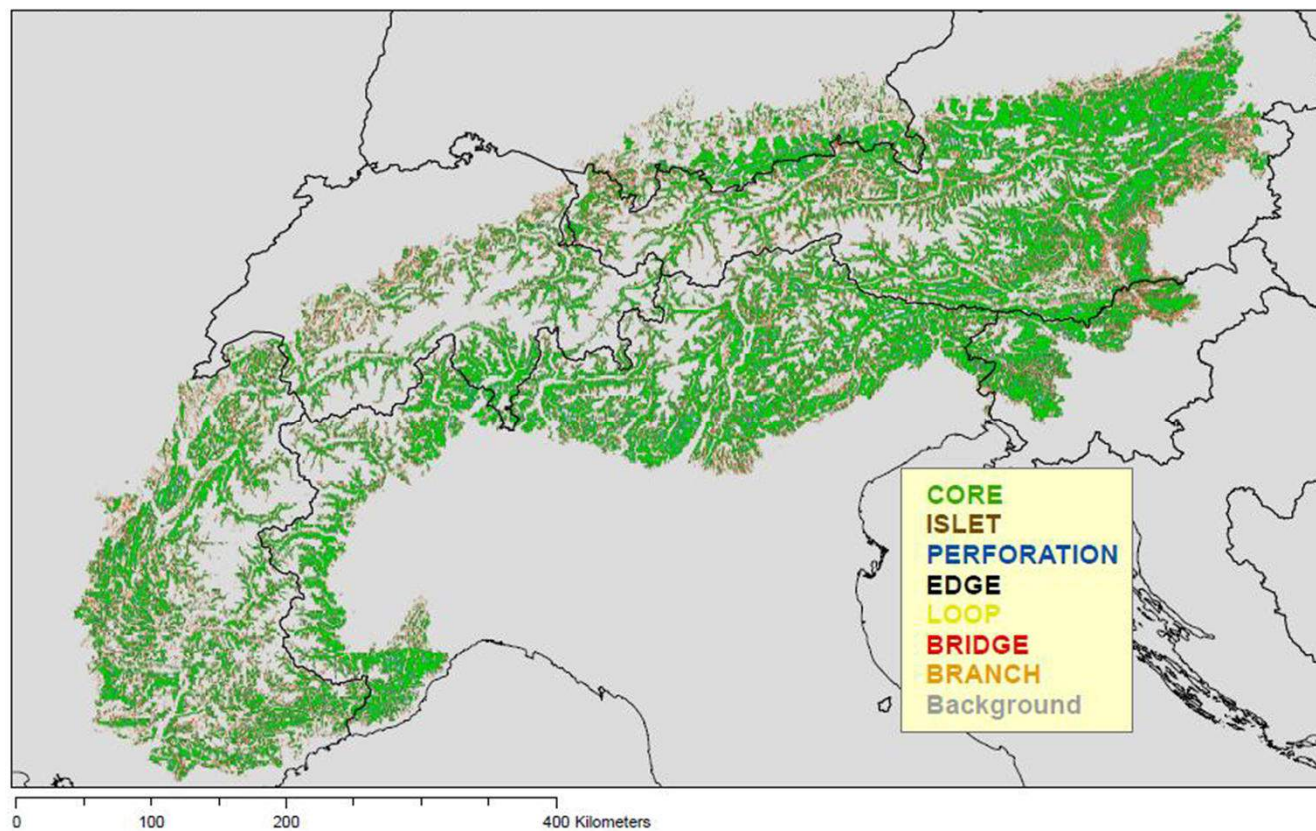 CORE
ISLET
PERFORATION
EDGE
LOOP
BRIDGE
BRANCH
Background
0 100 200 400 Kilometers